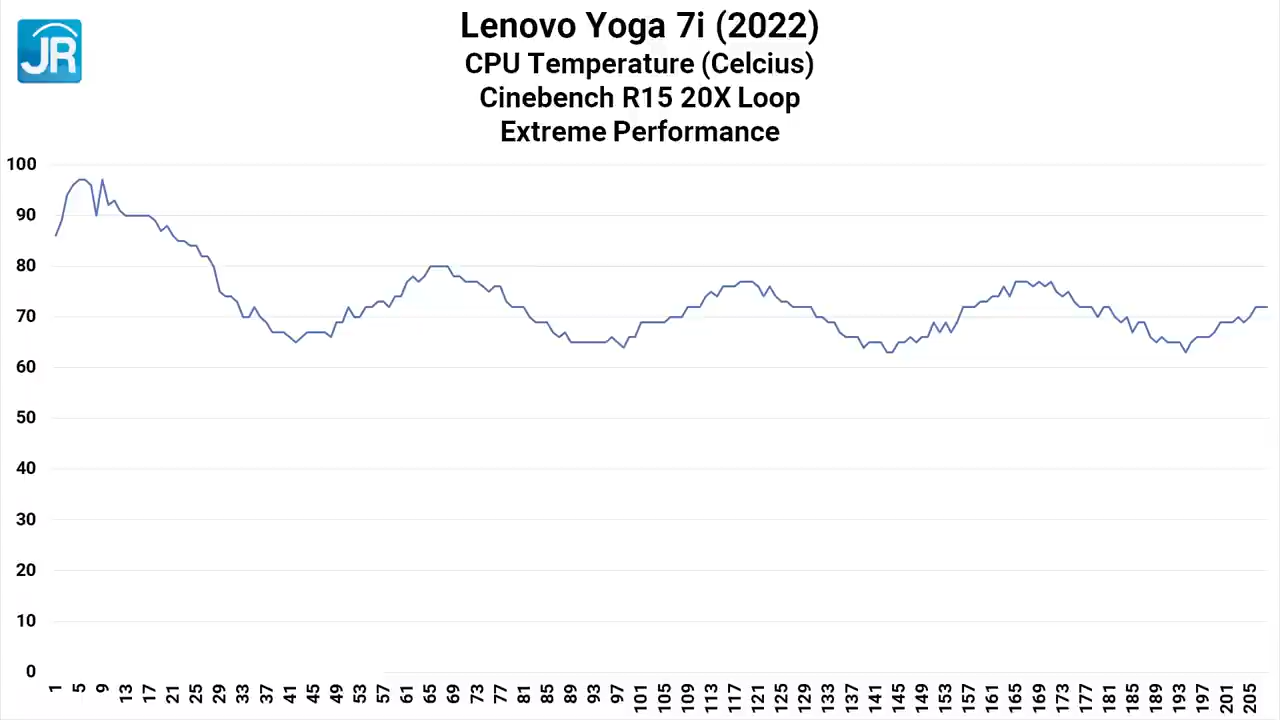 JR
Lenovo Yoga 7i (2022)
CPU Temperature (Celcius)
Cinebench R15 20X Loop
Extreme Performance
100
90
80
70
60
50
40
30
20
10
0
1 5 9 13 17 21 25 29 33 37 41 45 49 53 57 61 65 69 73 77 81 85 89 93 97 101 105 109 113 117 121 125 129 133 137 141 145 149 153 157 161 165 169 173 177 181 185 189 193 197 201 205